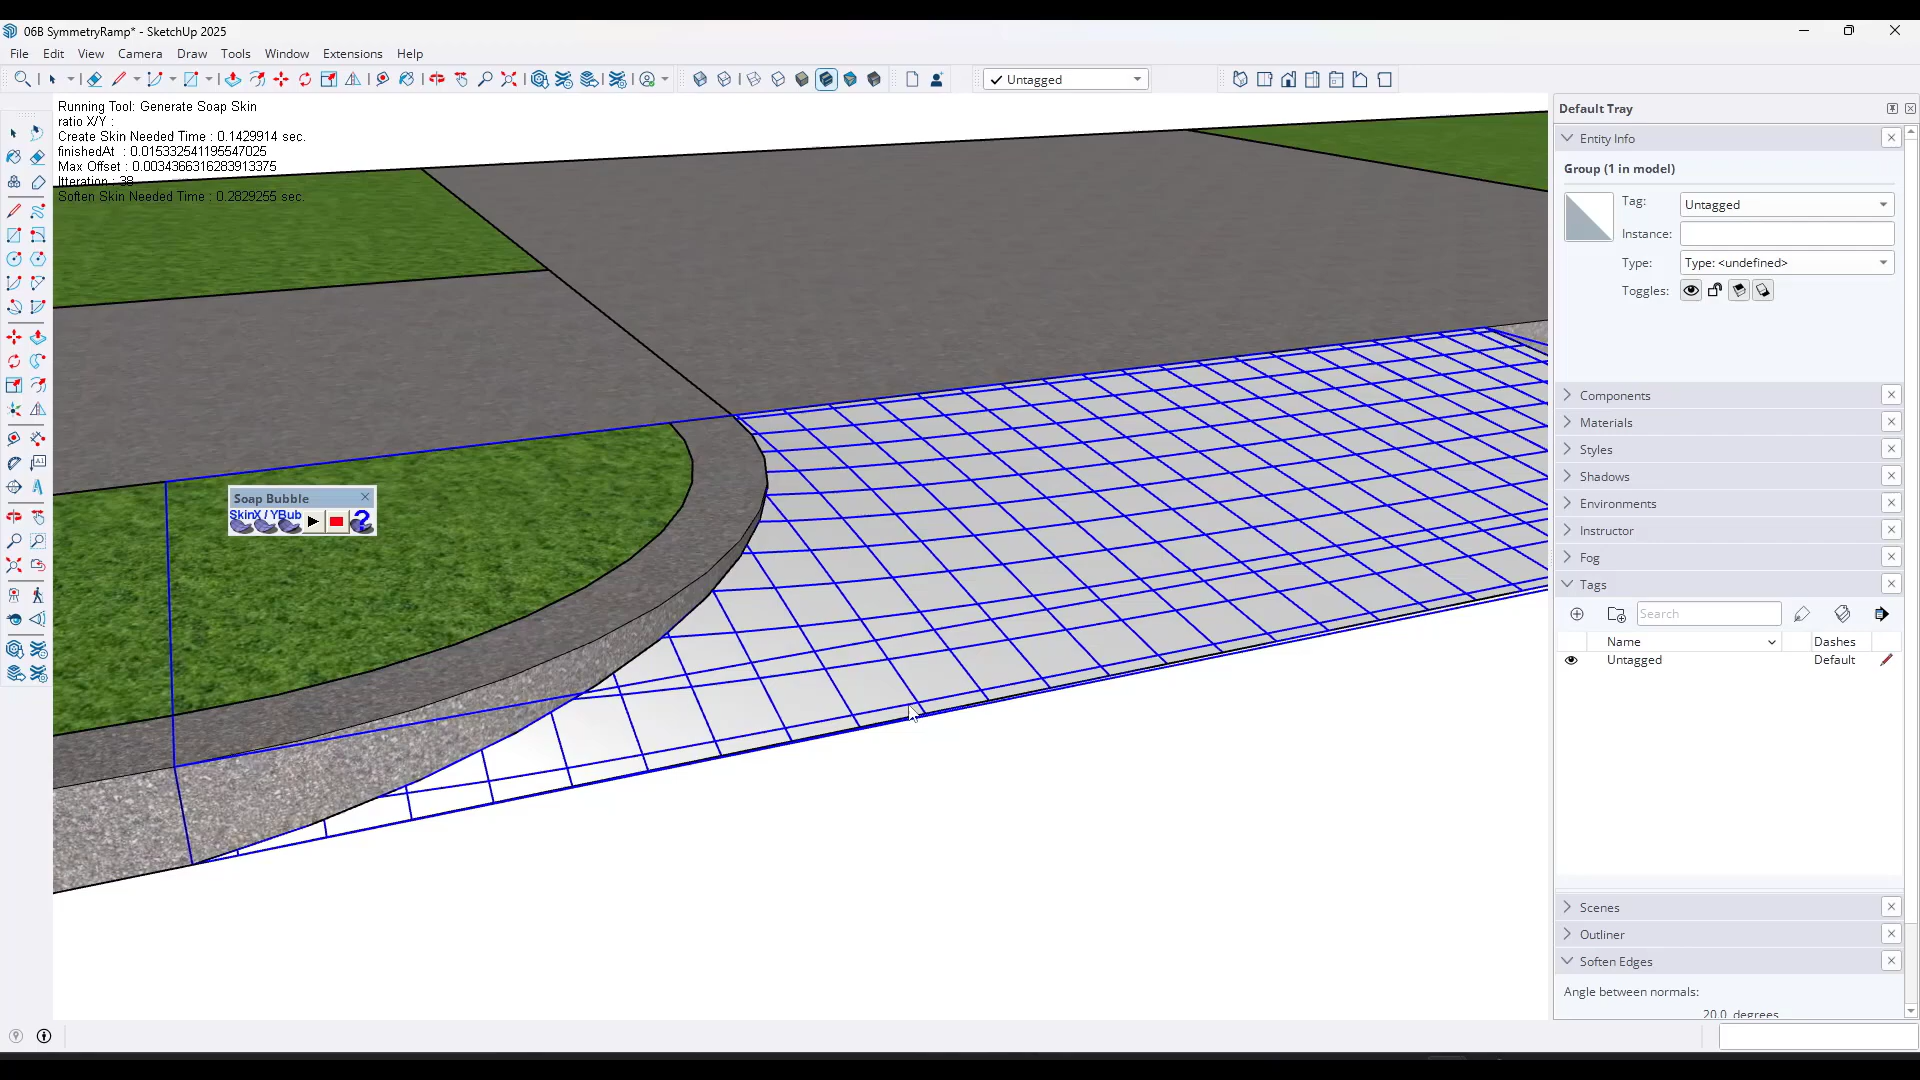 06B SymmetryRamp* - SketchUp 2025
File Edit View Camera Draw Tools Window Extensions Help
Untagged
Running Tool: Generate Soap Skin
ratio X/Y :
Create Skin Needed Time : 0.1429914 sec.
finishedAt : 0.015332541195547025
Max Offset : 0.0034366316283913375
Itterration : 38
Soften Skin Needed Time : 0.2829255 sec.
Soap Bubble
Skin X / Y Bub
?
Default Tray
Entity Info
Group (1 in model)
Tag: Untagged
Instance:
Type: Type: <undefined>
Toggles:
Components
Materials
Styles
Shadows
Environments
Instructor
Fog
Tags
Search
Name Dashes
Untagged Default
Scenes
Outliner
Soften Edges
Angle between normals:
20.0 degrees